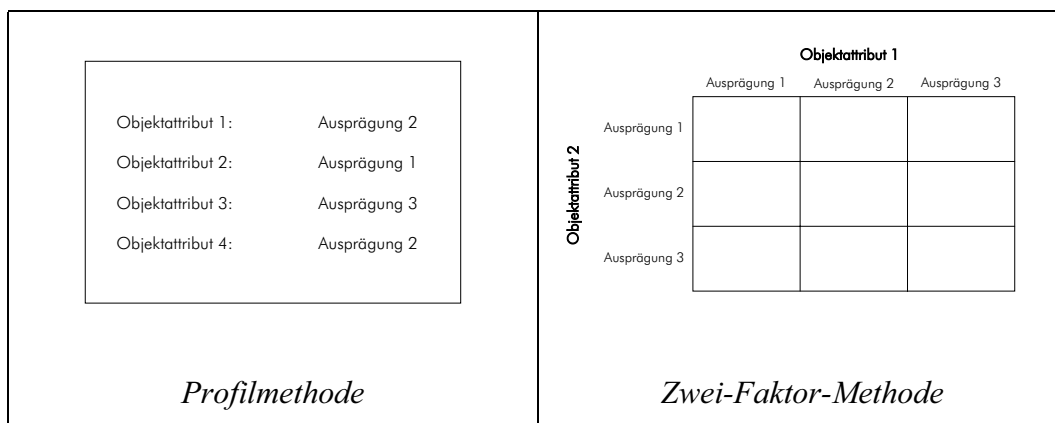 Objektattribut 1: Ausprägung 2
Objektattribut 2: Ausprägung 1
Objektattribut 3: Ausprägung 3
Objektattribut 4: Ausprägung 2
Profilmethode
Objektattribut 1
Ausprägung 1 Ausprägung 2 Ausprägung 3
Objektattribut 2
Ausprägung 1
Ausprägung 2
Ausprägung 3
Zwei-Faktor-Methode